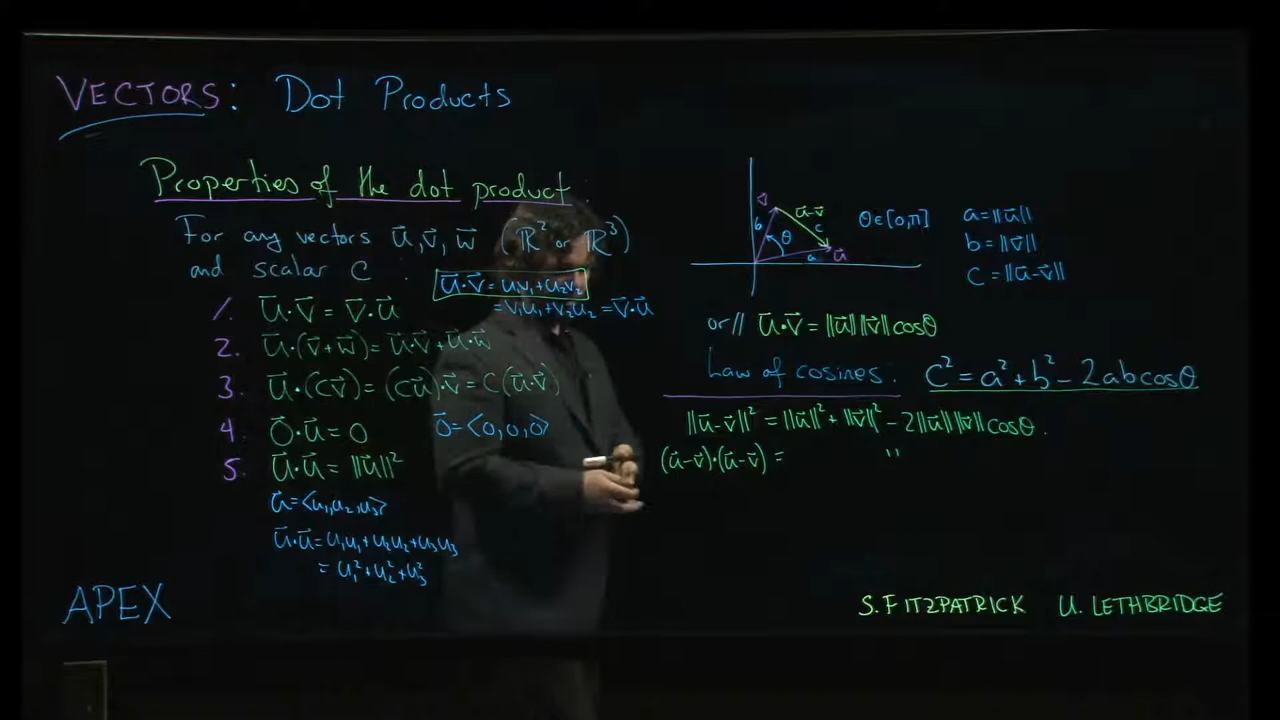 VECTORS: Dot Products
Properties of the dot product:
For any vectors u⃗, v⃗, w⃗ (ℝ² or ℝ³)
and scalar c :
u⃗·v⃗ = u₁v₁+u₂v₂
= v₁u₁+v₂u₂ = v⃗·u⃗
1. u⃗·v⃗ = v⃗·u⃗
2. u⃗·(v⃗+w⃗) = u⃗·v⃗+u⃗·w⃗
3. u⃗·(cv⃗) = (cu⃗)·v⃗ = c(u⃗·v⃗)
4. 0⃗·u⃗ = 0 0⃗=⟨0,0,0⟩
5. u⃗·u⃗ = ||u⃗||²
u⃗=⟨u₁,u₂,u₃⟩
u⃗·u⃗ = u₁u₁+u₂u₂+u₃u₃
= u₁²+u₂²+u₃²
APEX
v⃗ u⃗-v⃗
b c
θ
a u⃗
θ∈[0,π]
a=||u⃗||
b=||v⃗||
c=||u⃗-v⃗||
or// u⃗·v⃗ = ||u⃗|| ||v⃗|| cosθ
Law of cosines. c² = a²+b²-2abcosθ
||u⃗-v⃗||² = ||u⃗||²+||v⃗||²-2||u⃗|| ||v⃗|| cosθ.
(u⃗-v⃗)·(u⃗-v⃗) = "
S. FITZPATRICK U. LETHBRIDGE